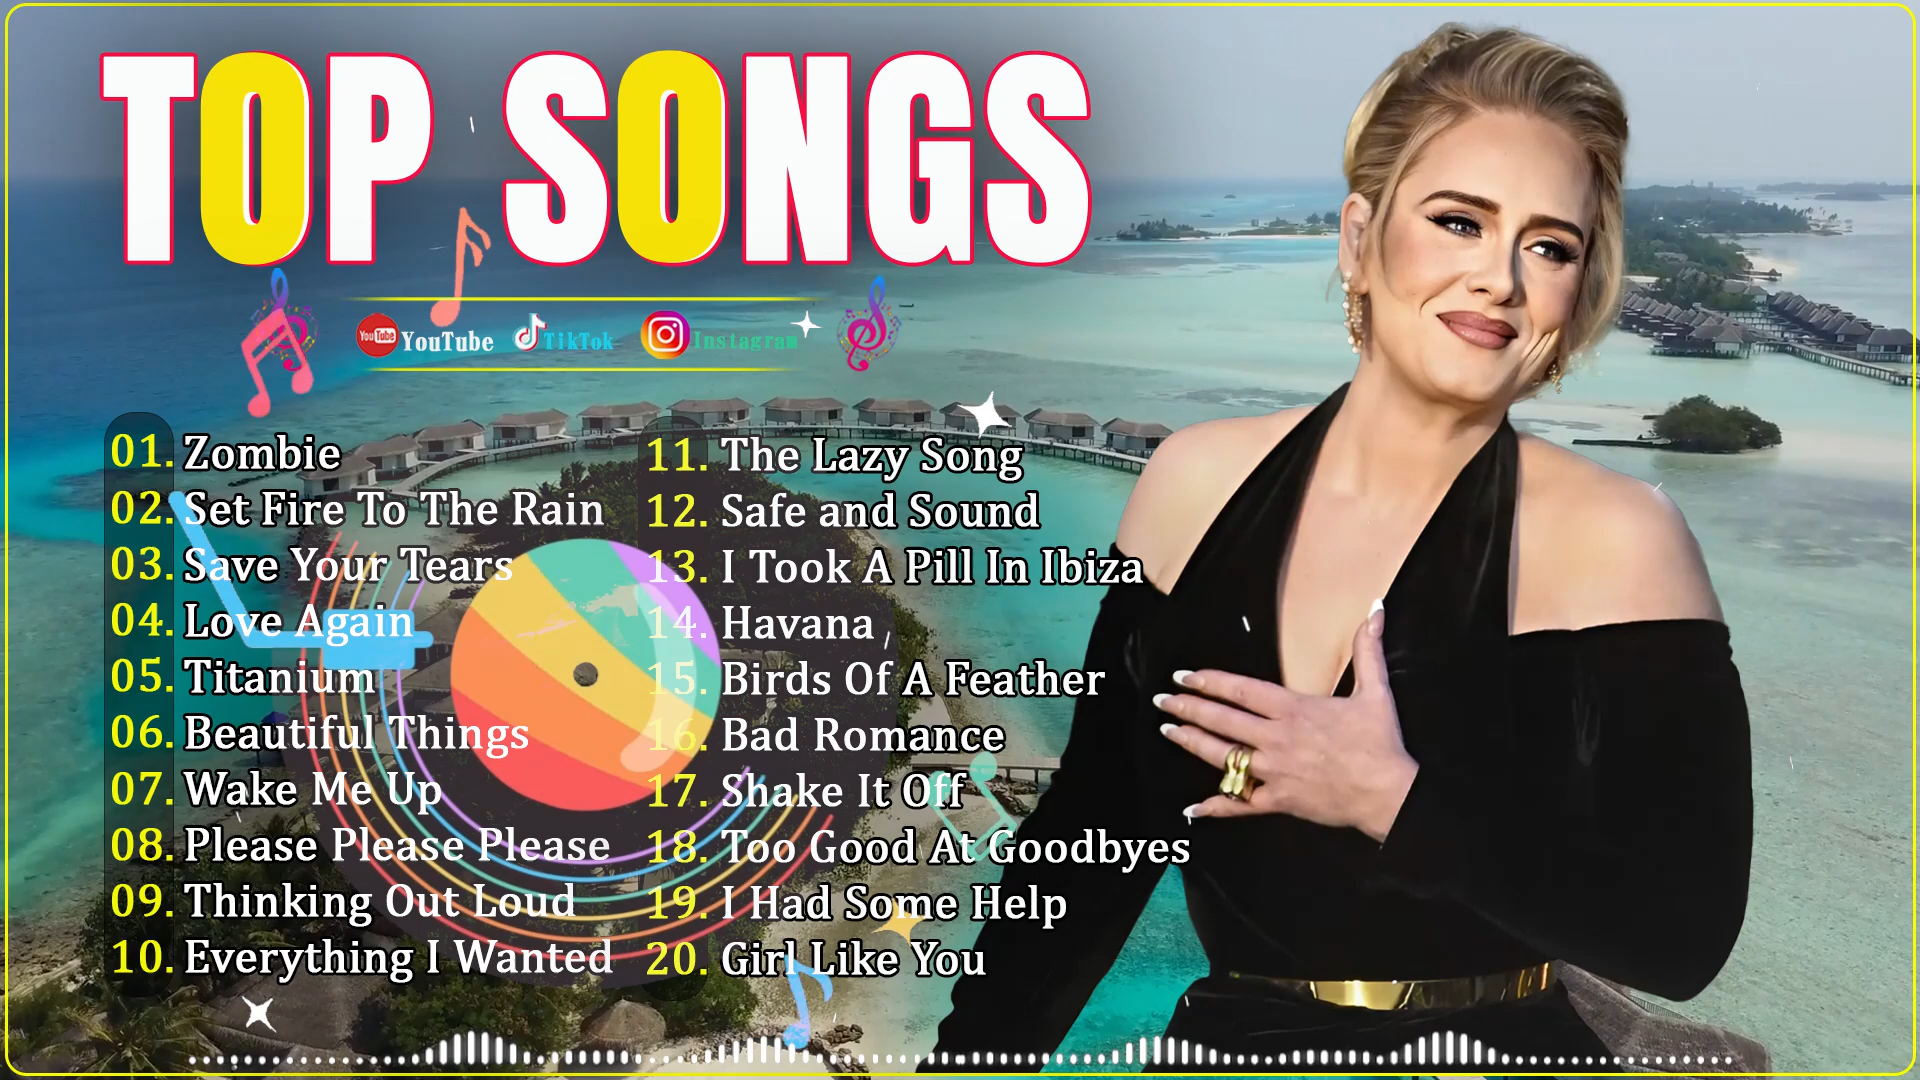 TOP SONGS
YouTube YouTube TikTok Instagram
01. Zombie
02. Set Fire To The Rain
03. Save Your Tears
04. Love Again
05. Titanium
06. Beautiful Things
07. Wake Me Up
08. Please Please Please
09. Thinking Out Loud
10. Everything I Wanted
11. The Lazy Song
12. Safe and Sound
13. I Took A Pill In Ibiza
14. Havana
15. Birds Of A Feather
16. Bad Romance
17. Shake It Off
18. Too Good At Goodbyes
19. I Had Some Help
20. Girl Like You